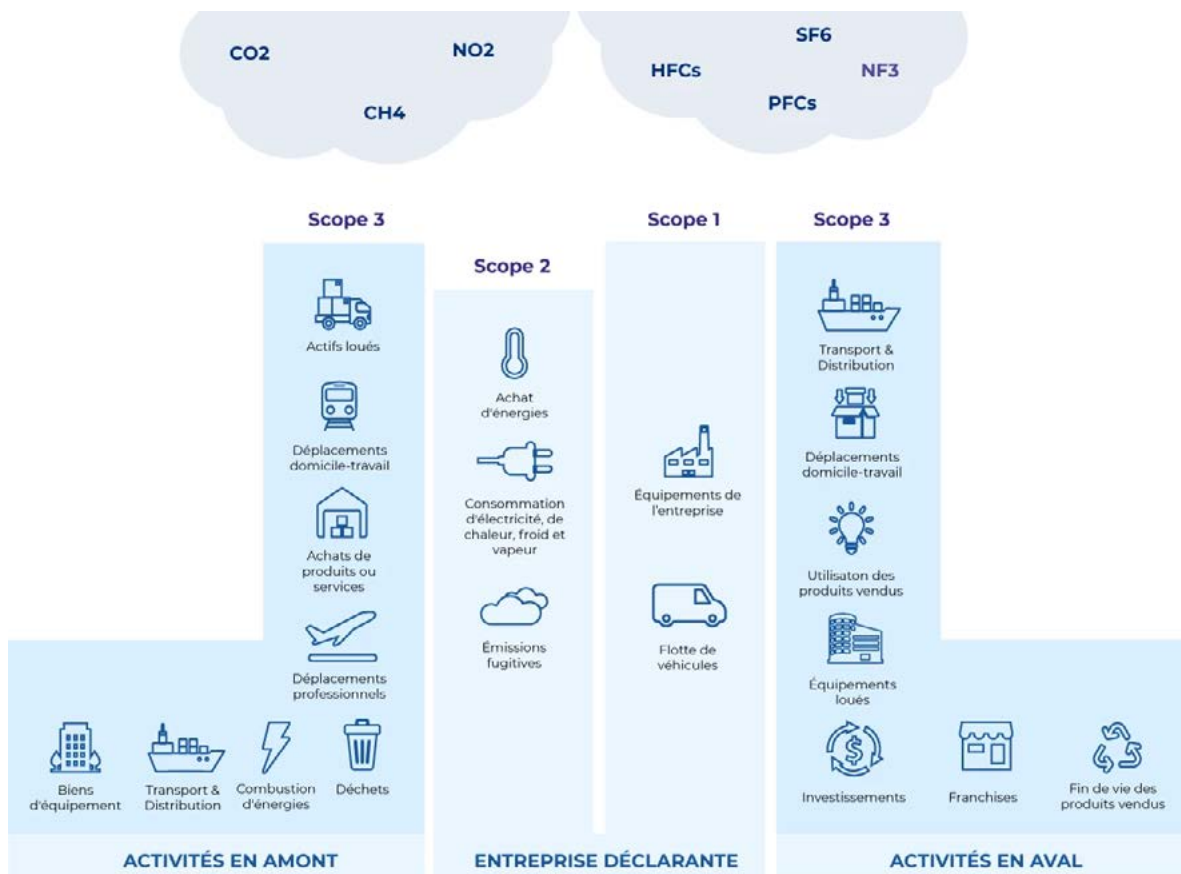 CO2
NO2
CH4
SF6
HFCs
NF3
PFCs
Scope 3
Actifs loués
Déplacements
domicile-travail
Achats de
produits ou
services
Déplacements
professionnels
Biens
d'équipement
Transport &
Distribution
Combustion
d'énergies
Déchets
ACTIVITÉS EN AMONT
Scope 2
Achat
d'énergies
Consommation
d'électricité, de
chaleur, froid et
vapeur
Émissions
fugitives
Scope 1
Équipements de
l'entreprise
Flotte de
véhicules
ENTREPRISE DÉCLARANTE
Scope 3
Transport &
Distribution
Déplacements
domicile-travail
Utilisaton des
produits vendus
Équipements
loués
Investissements
Franchises
Fin de vie des
produits vendus
ACTIVITÉS EN AVAL